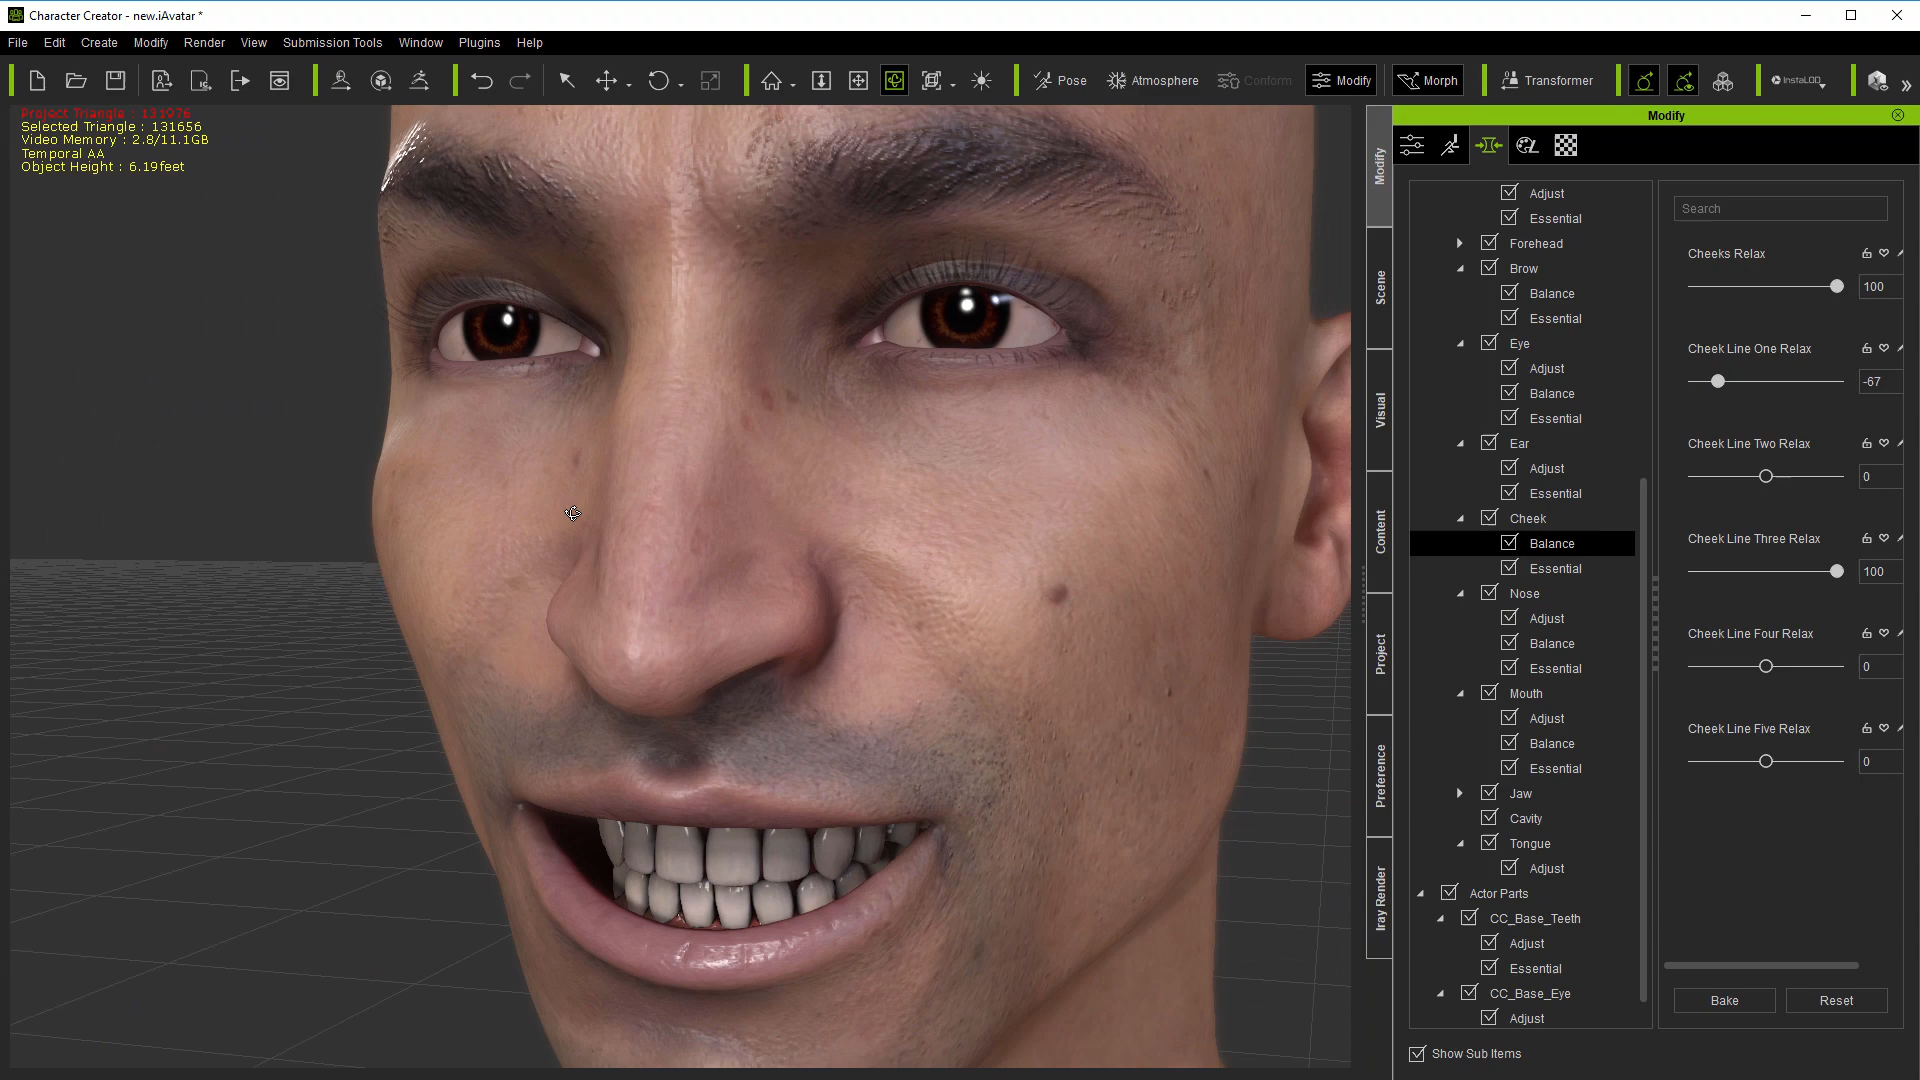 Character Creator - new.iAvatar *
File Edit Create Modify Render View Submission Tools Window Plugins Help
Pose Atmosphere Conform Modify Morph Transformer InstaLOD
Project Triangle : 131976
Selected Triangle : 131656
Video Memory : 2.8/11.1GB
Temporal AA
Object Height : 6.19feet
Modify
Scene
Visual
Content
Project
Preference
Iray Render
Modify
Adjust
Essential
Forehead
Brow
Balance
Essential
Eye
Adjust
Balance
Essential
Ear
Adjust
Essential
Cheek
Balance
Essential
Nose
Adjust
Balance
Essential
Mouth
Adjust
Balance
Essential
Jaw
Cavity
Tongue
Adjust
Actor Parts
CC_Base_Teeth
Adjust
Essential
CC_Base_Eye
Adjust
Show Sub Items
Search
Cheeks Relax
100
Cheek Line One Relax
-67
Cheek Line Two Relax
0
Cheek Line Three Relax
100
Cheek Line Four Relax
0
Cheek Line Five Relax
0
Bake Reset